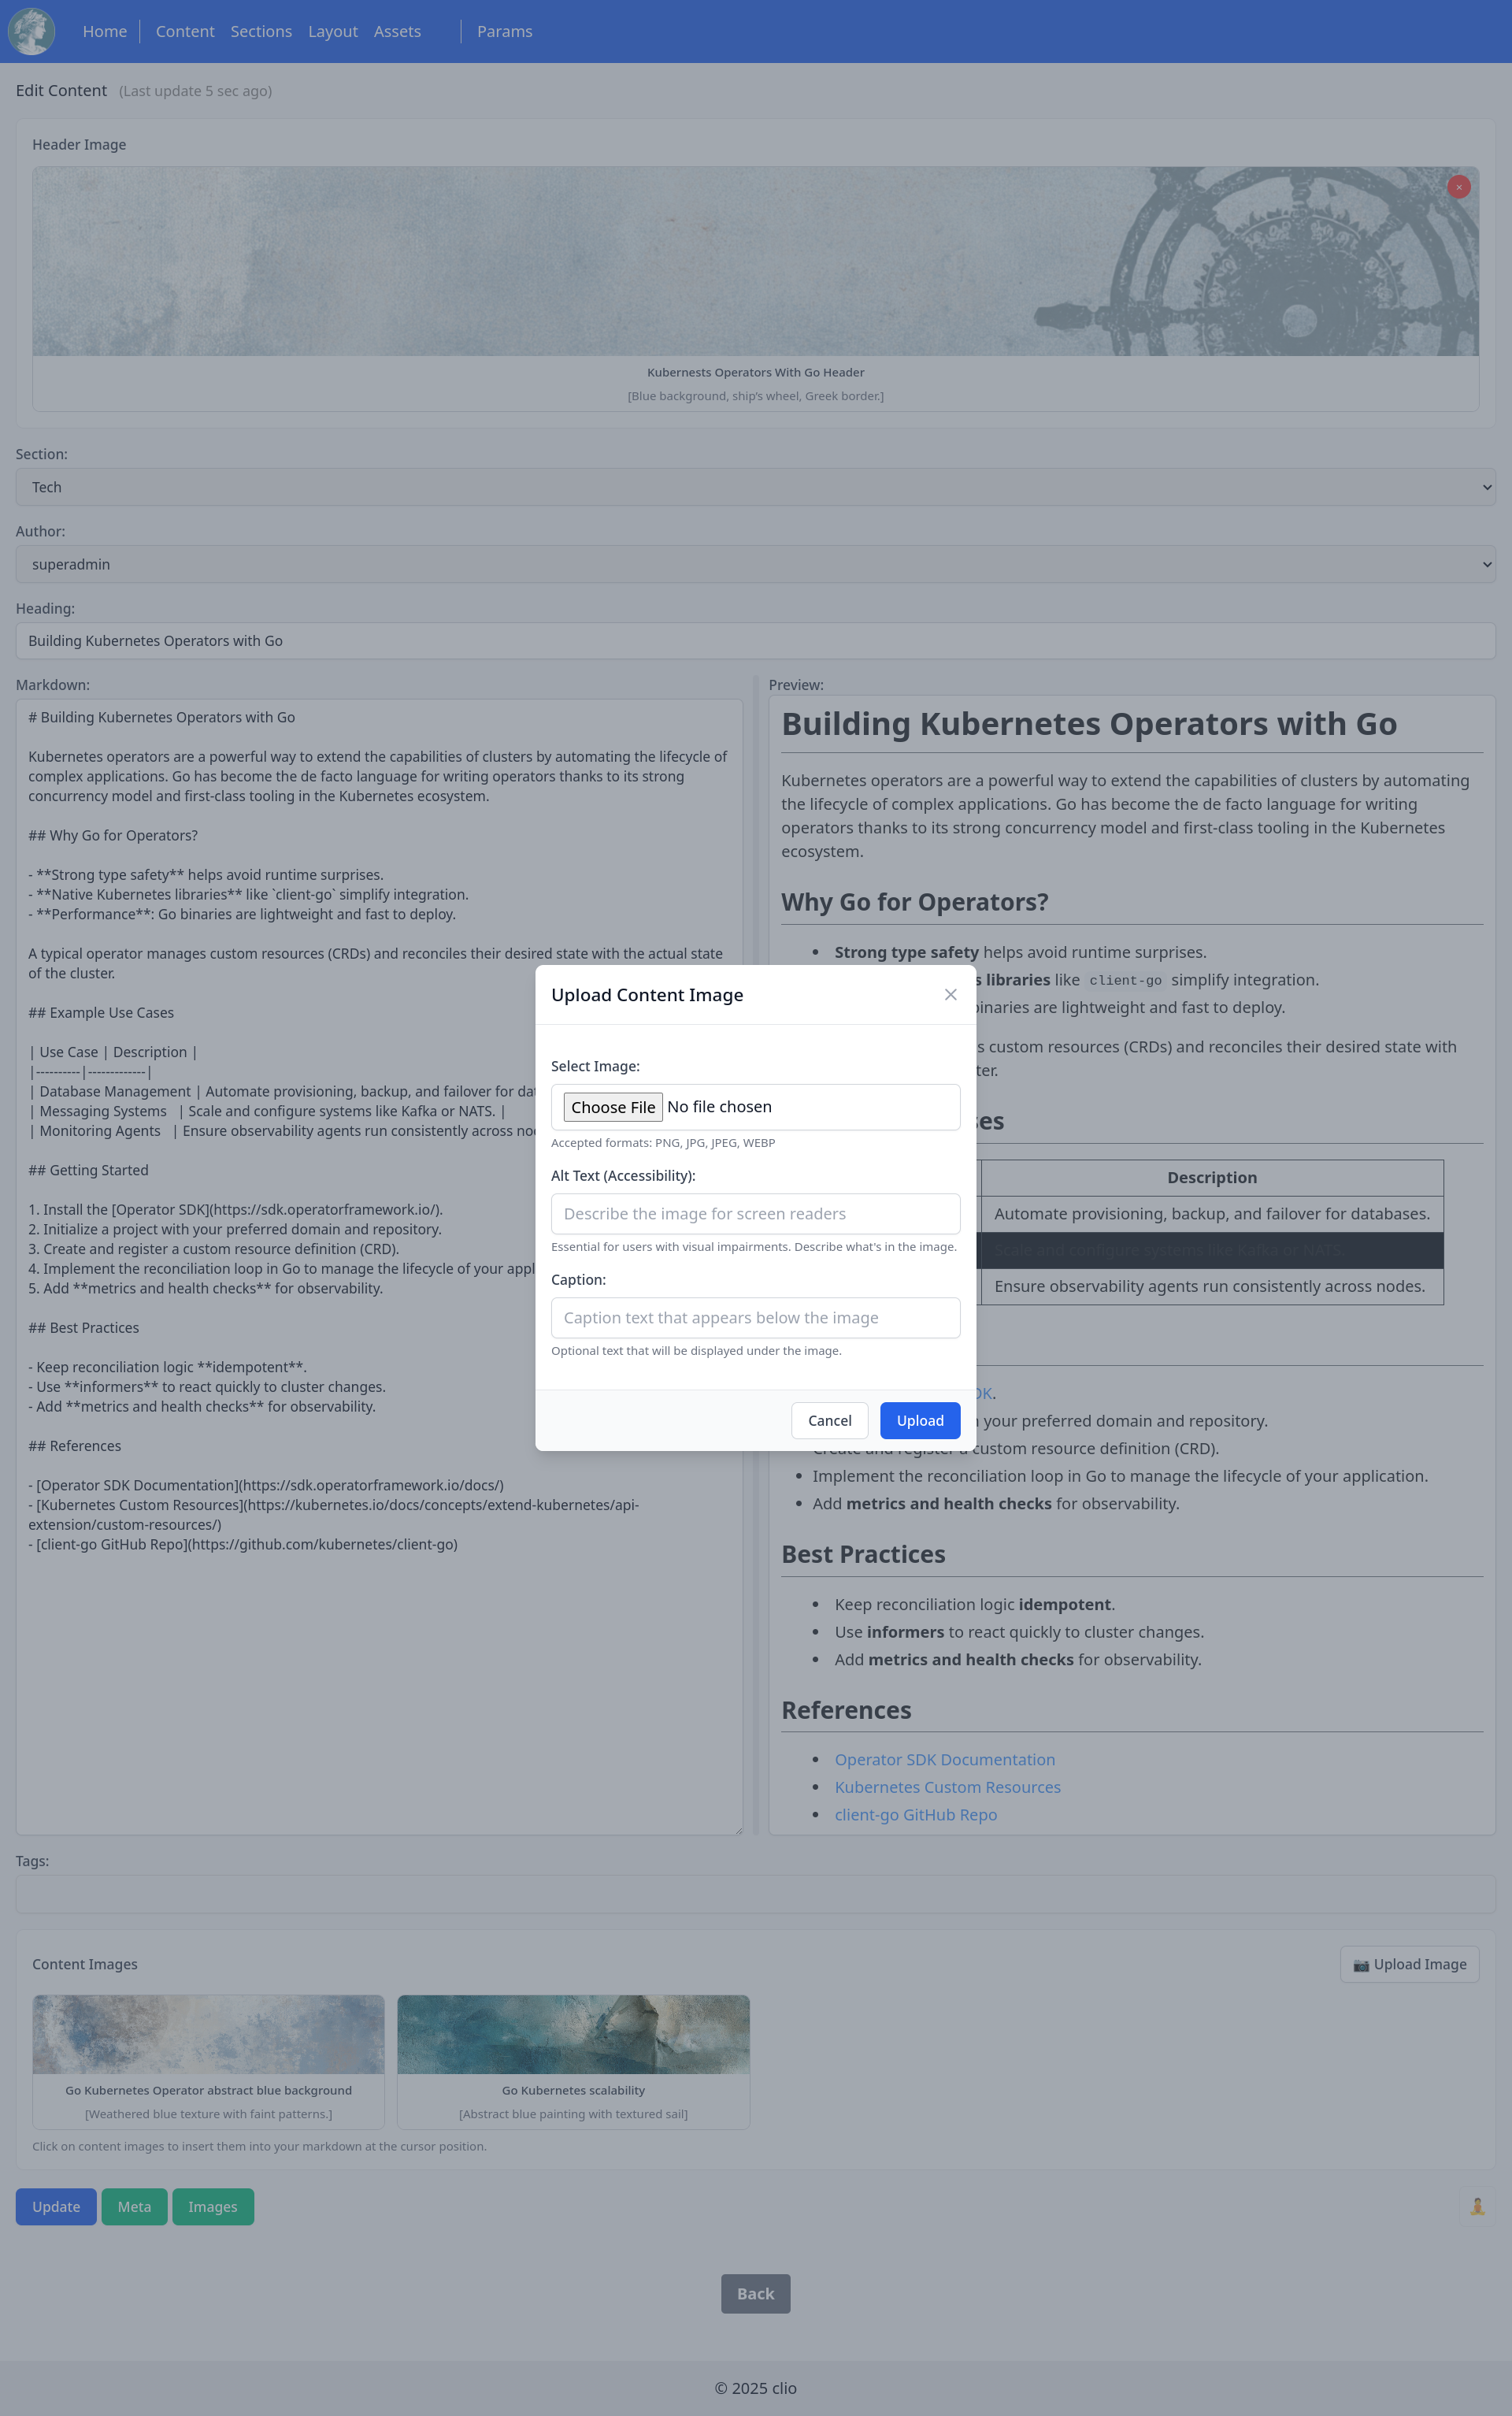 Home Content Sections Layout Assets Params
Edit Content (Last update 5 sec ago)
Header Image
×
Kubernests Operators With Go Header
[Blue background, ship's wheel, Greek border.]
Section:
Tech
Author:
superadmin
Heading:
Building Kubernetes Operators with Go
Markdown:
# Building Kubernetes Operators with Go
Kubernetes operators are a powerful way to extend the capabilities of clusters by automating the lifecycle of
complex applications. Go has become the de facto language for writing operators thanks to its strong
concurrency model and first-class tooling in the Kubernetes ecosystem.
## Why Go for Operators?
- **Strong type safety** helps avoid runtime surprises.
- **Native Kubernetes libraries** like `client-go` simplify integration.
- **Performance**: Go binaries are lightweight and fast to deploy.
A typical operator manages custom resources (CRDs) and reconciles their desired state with the actual state
of the cluster.
## Example Use Cases
| Use Case | Description |
|----------|-------------|
| Database Management | Automate provisioning, backup, and failover for
| Messaging Systems   | Scale and configure systems like Kafka or NATS. |
| Monitoring Agents   | Ensure observability agents run consistently across
## Getting Started
1. Install the [Operator SDK](https://sdk.operatorframework.io/).
2. Initialize a project with your preferred domain and repository.
3. Create and register a custom resource definition (CRD).
4. Implement the reconciliation loop in Go to manage the lifecycle of your
5. Add **metrics and health checks** for observability.
## Best Practices
- Keep reconciliation logic **idempotent**.
- Use **informers** to react quickly to cluster changes.
- Add **metrics and health checks** for observability.
## References
- [Operator SDK Documentation](https://sdk.operatorframework.io/docs/)
- [Kubernetes Custom Resources](https://kubernetes.io/docs/concepts/extend-kubernetes/api-
extension/custom-resources/)
- [client-go GitHub Repo](https://github.com/kubernetes/client-go)
Preview:
Building Kubernetes Operators with Go
Kubernetes operators are a powerful way to extend the capabilities of clusters by automating
the lifecycle of complex applications. Go has become the de facto language for writing
operators thanks to its strong concurrency model and first-class tooling in the Kubernetes
ecosystem.
Why Go for Operators?
• Strong type safety helps avoid runtime surprises.
libraries like client-go simplify integration.
binaries are lightweight and fast to deploy.
custom resources (CRDs) and reconciles their desired state with
Description
Automate provisioning, backup, and failover for databases.
Scale and configure systems like Kafka or NATS.
Ensure observability agents run consistently across nodes.
your preferred domain and repository.
Create and register a custom resource definition (CRD).
• Implement the reconciliation loop in Go to manage the lifecycle of your application.
• Add metrics and health checks for observability.
Best Practices
• Keep reconciliation logic idempotent.
• Use informers to react quickly to cluster changes.
• Add metrics and health checks for observability.
References
• Operator SDK Documentation
• Kubernetes Custom Resources
• client-go GitHub Repo
Upload Content Image
Select Image:
Choose File No file chosen
Accepted formats: PNG, JPG, JPEG, WEBP
Alt Text (Accessibility):
Describe the image for screen readers
Essential for users with visual impairments. Describe what's in the image.
Caption:
Caption text that appears below the image
Optional text that will be displayed under the image.
Cancel Upload
Tags:
Content Images
📷 Upload Image
Go Kubernetes Operator abstract blue background
[Weathered blue texture with faint patterns.]
Go Kubernetes scalability
[Abstract blue painting with textured sail]
Click on content images to insert them into your markdown at the cursor position.
Update Meta Images
Back
© 2025 clio